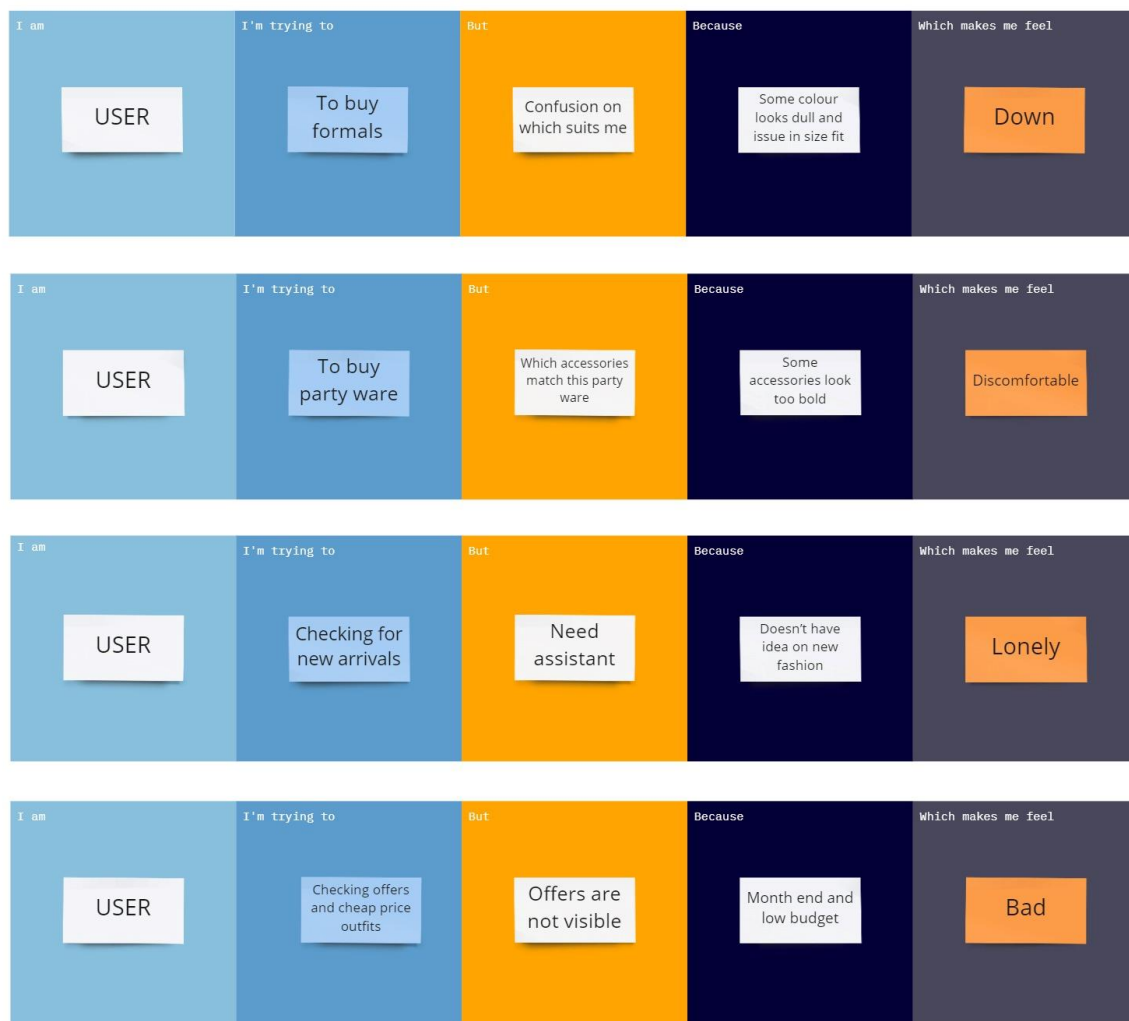 I am
I'm trying to
But
Because
Which makes me feel
USER
To buy
formals
Confusion on
which suits me
Some colour
looks dull and
issue in size fit
Down
I am
I'm trying to
But
Because
Which makes me feel
USER
To buy
party ware
Which accessories
match this party
ware
Some
accessories look
too bold
Discomfortable
I am
I'm trying to
But
Because
Which makes me feel
USER
Checking for
new arrivals
Need
assistant
Doesn’t have
idea on new
fashion
Lonely
I am
I'm trying to
But
Because
Which makes me feel
USER
Checking offers
and cheap price
outfits
Offers are
not visible
Month end and
low budget
Bad